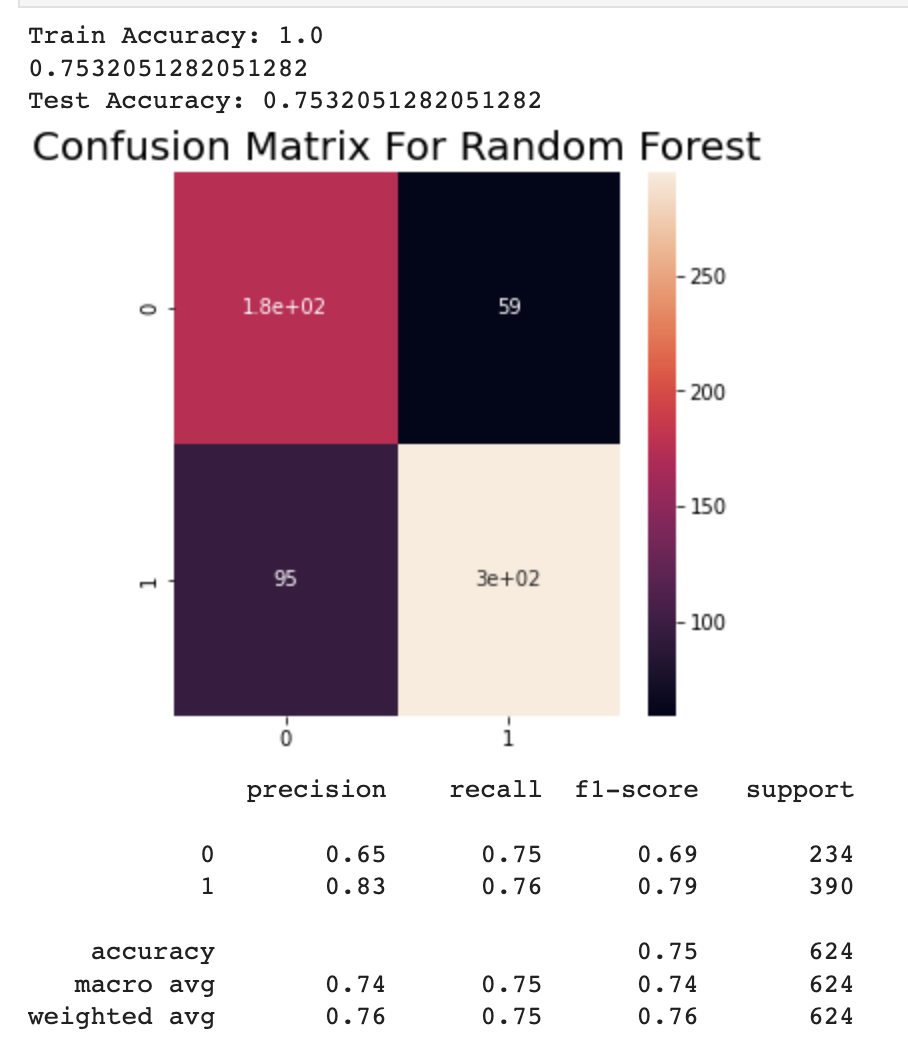 Train Accuracy: 1.0
0.7532051282051282
Test Accuracy: 0.7532051282051282
Confusion Matrix For Random Forest
250
0 1.8e+02 59
200
150
1 95 3e+02
100
0 1
precision recall f1-score support
0 0.65 0.75 0.69 234
1 0.83 0.76 0.79 390
accuracy 0.75 624
macro avg 0.74 0.75 0.74 624
weighted avg 0.76 0.75 0.76 624